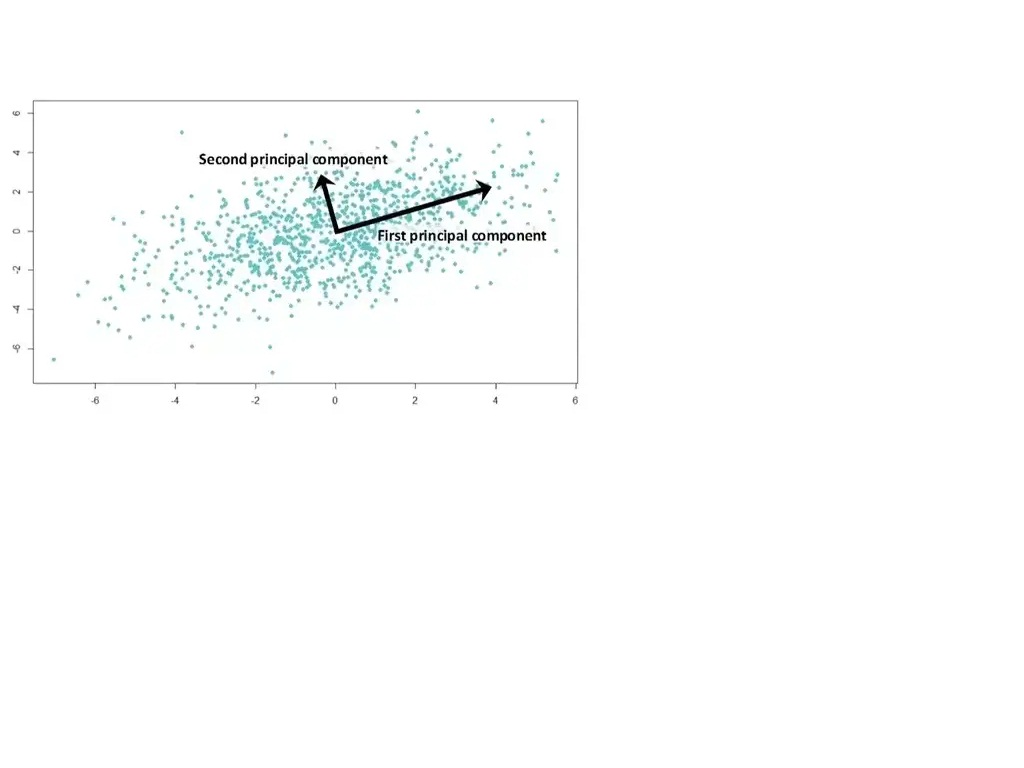 6
4
Second principal component
2
First principal component
0
-2
-4
-6
-6 -4 -2 0 2 4 6